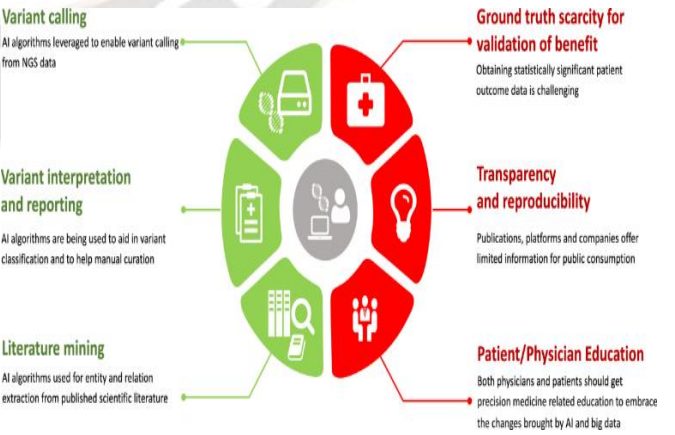 Variant calling
AI algorithms leveraged to enable variant calling
from NGS data
Variant interpretation
and reporting
AI algorithms are being used to aid in variant
classification and to help manual curation
Literature mining
AI algorithms used for entity and relation
extraction from published scientific literature
Ground truth scarcity for
validation of benefit
Obtaining statistically significant patient
outcome data is challenging
Transparency
and reproducibility
Publications, platforms and companies offer
limited information for public consumption
Patient/Physician Education
Both physicians and patients should get
precision medicine related education to embrace
the changes brought by AI and big data